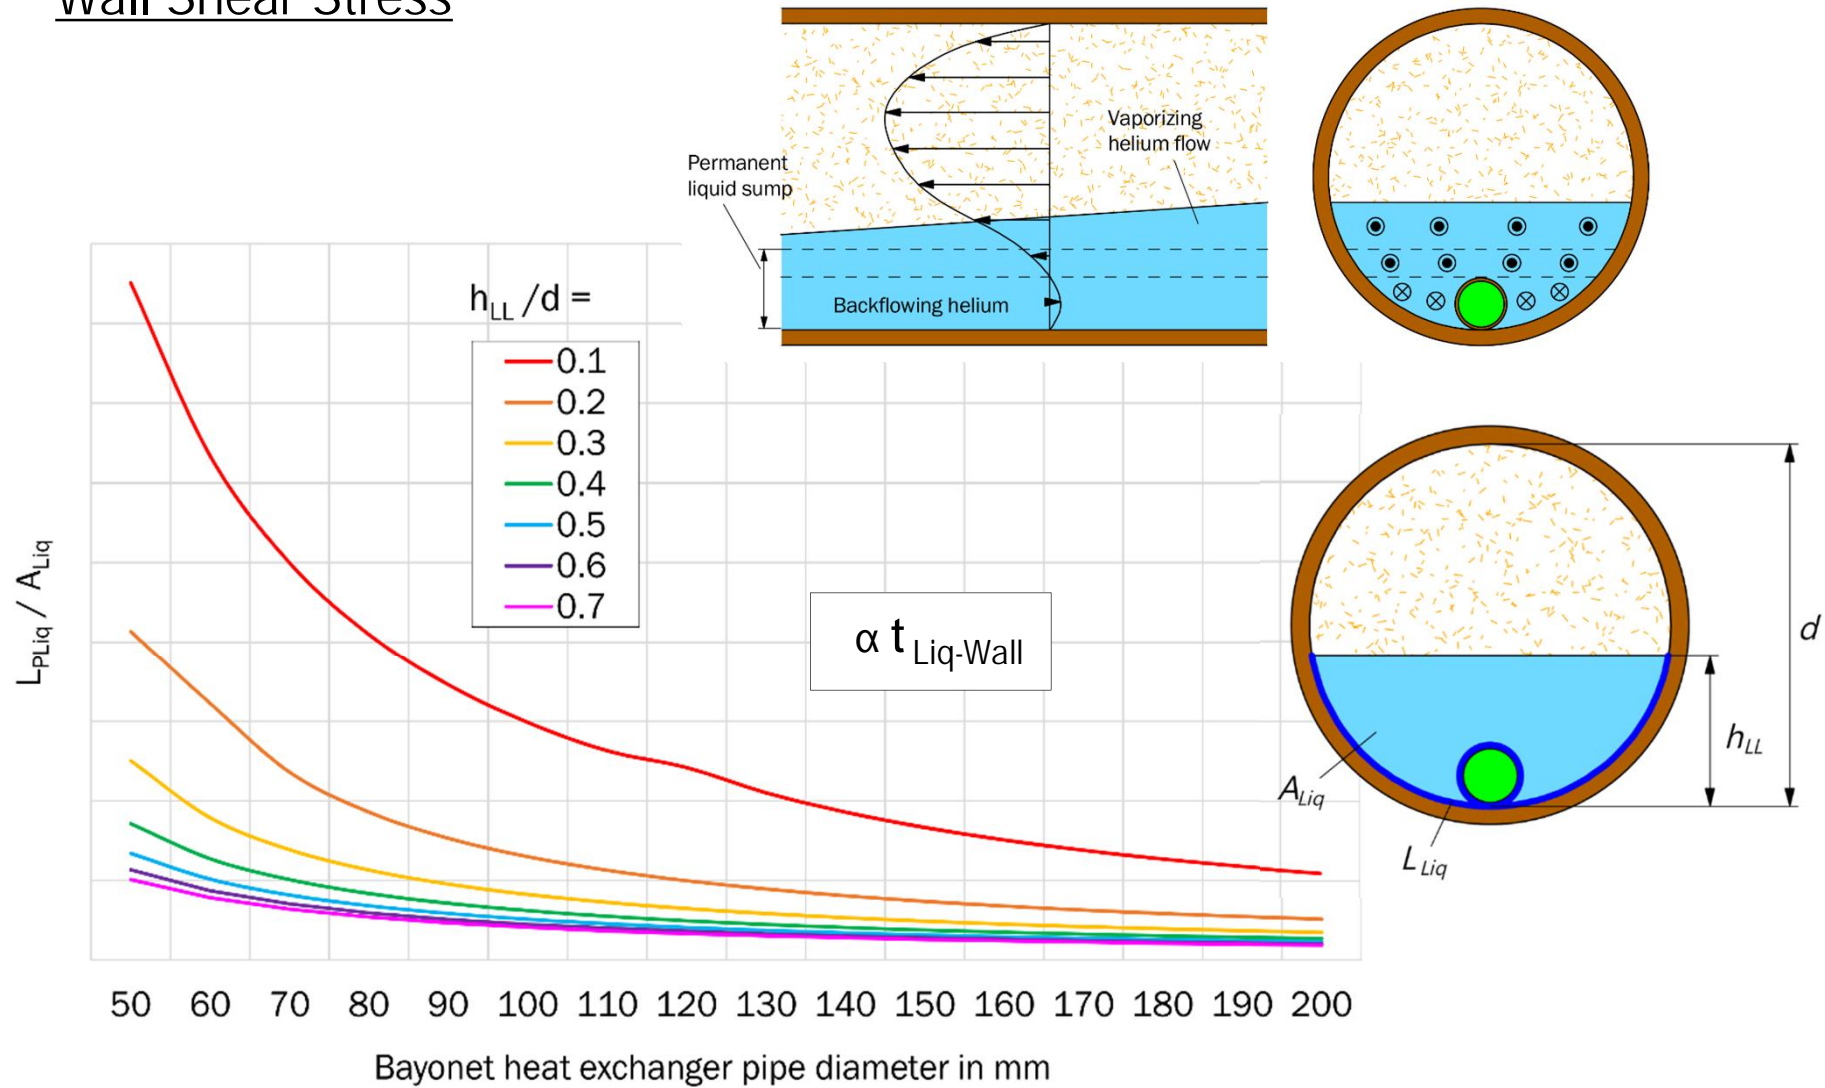 Wall Shear Stress
Permanent
liquid sump
Vaporizing
helium flow
Backflowing helium
h_LL /d =
0.1
0.2
0.3
0.4
0.5
0.6
0.7
L_PLiq / A_Liq
α t Liq-Wall
d
h_LL
A_Liq
L_Liq
50 60 70 80 90 100 110 120 130 140 150 160 170 180 190 200
Bayonet heat exchanger pipe diameter in mm